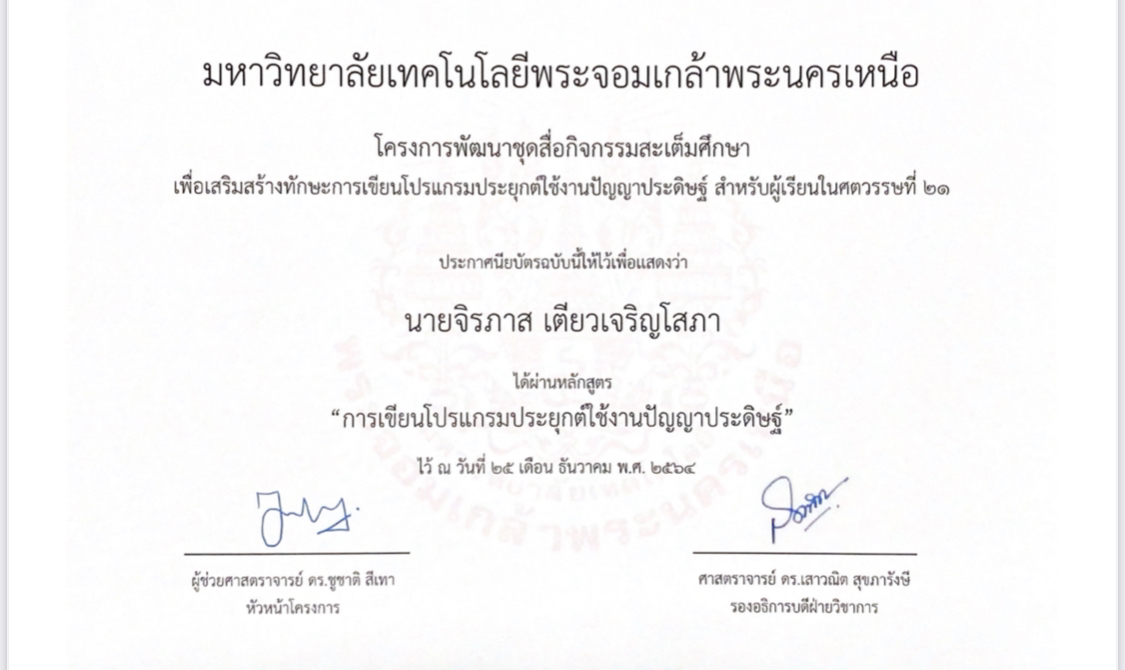 มหาวิทยาลัยเทคโนโลยีพระจอมเกล้าพระนครเหนือ
โครงการพัฒนาชุดสื่อกิจกรรมสะเต็มศึกษา
เพื่อเสริมสร้างทักษะการเขียนโปรแกรมประยุกต์ใช้งานปัญญาประดิษฐ์ สำหรับผู้เรียนในศตวรรษที่ ๒๑
ประกาศนียบัตรฉบับนี้ให้ไว้เพื่อแสดงว่า
นายจิรภาส เตียวเจริญโสภา
ได้ผ่านหลักสูตร
“การเขียนโปรแกรมประยุกต์ใช้งานปัญญาประดิษฐ์”
ไว้ ณ วันที่ ๒๕ เดือน ธันวาคม พ.ศ. ๒๕๖๔
ผู้ช่วยศาสตราจารย์ ดร.ชูชาติ สีเทา
หัวหน้าโครงการ
ศาสตราจารย์ ดร.เสาวณิต สุขภารังษี
รองอธิการบดีฝ่ายวิชาการ